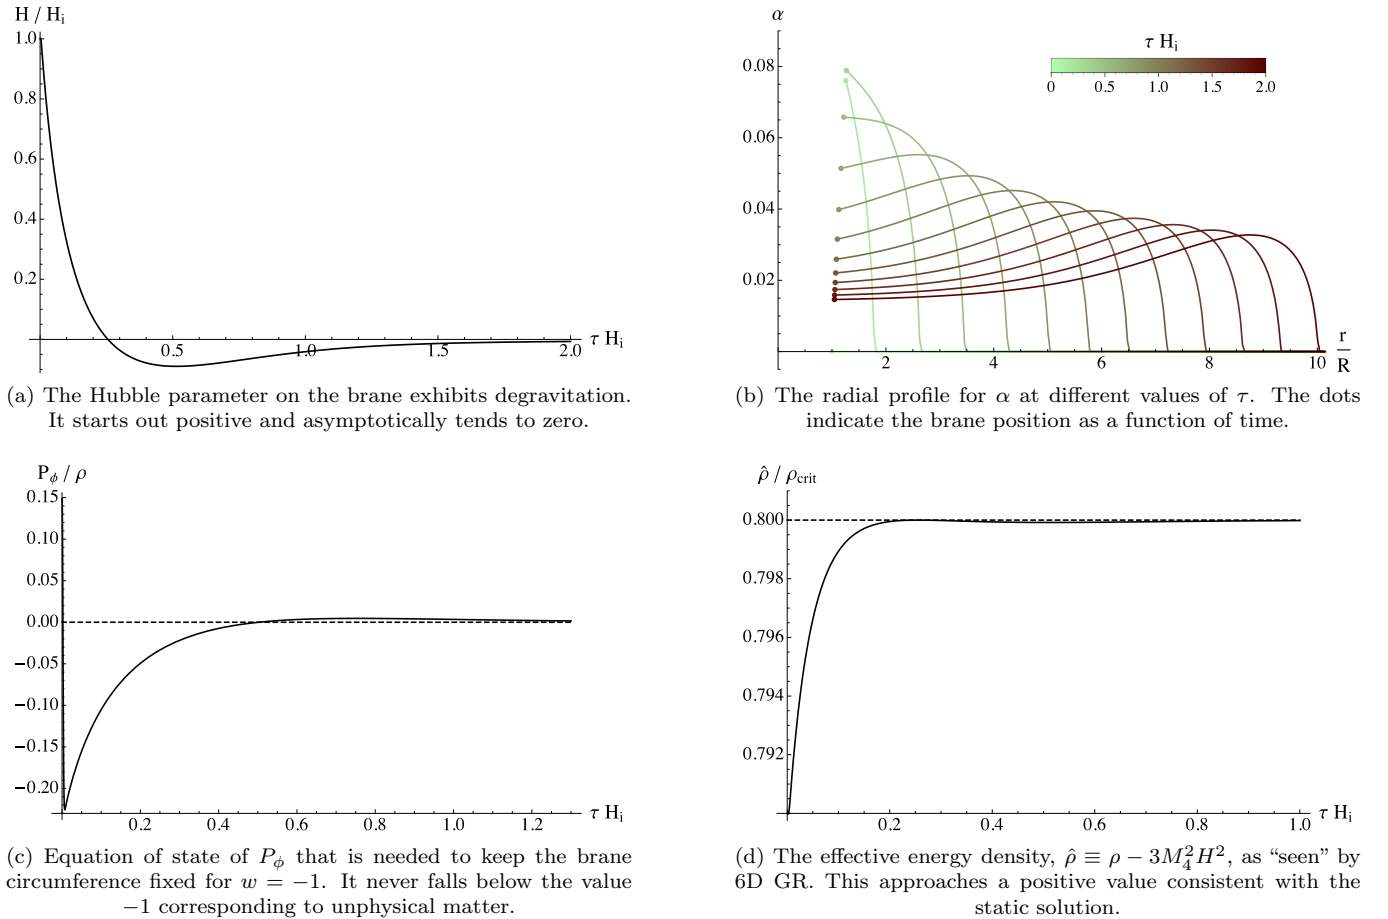 H / Hᵢ
1.0
0.8
0.6
0.4
0.2
0.5
1.0
1.5
2.0
τ Hᵢ
(a) The Hubble parameter on the brane exhibits degravitation.
It starts out positive and asymptotically tends to zero.
α
0.08
0.06
0.04
0.02
τ Hᵢ
0 0.5 1.0 1.5 2.0
2 4 6 8 10
r
R
(b) The radial profile for α at different values of τ. The dots
indicate the brane position as a function of time.
P_ϕ / ρ
0.15
0.10
0.05
0.00
−0.05
−0.10
−0.15
−0.20
0.2 0.4 0.6 0.8 1.0 1.2
τ Hᵢ
(c) Equation of state of P_ϕ that is needed to keep the brane
circumference fixed for w = −1. It never falls below the value
−1 corresponding to unphysical matter.
ρ̂ / ρ_crit
0.800
0.798
0.796
0.794
0.792
0.2 0.4 0.6 0.8 1.0
τ Hᵢ
(d) The effective energy density, ρ̂ ≡ ρ − 3M₄²H², as “seen” by
6D GR. This approaches a positive value consistent with the
static solution.